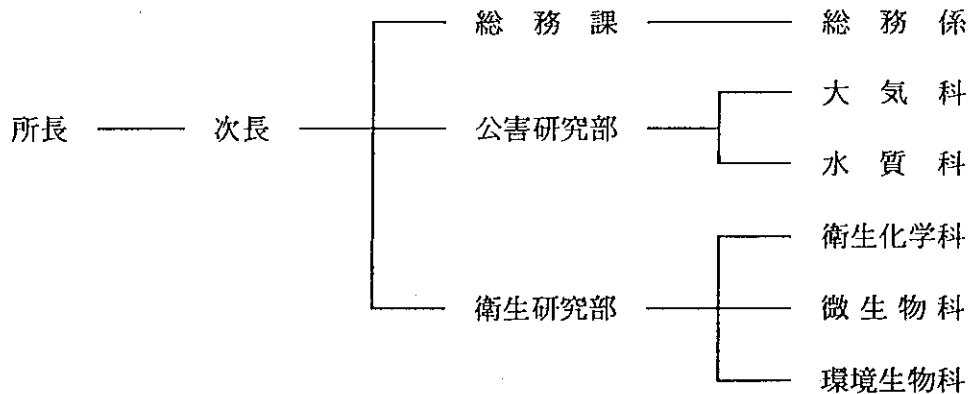 総務課 総務係
大気科
所長 次長 公害研究部
水質科
衛生化学科
衛生研究部 微生物科
環境生物科